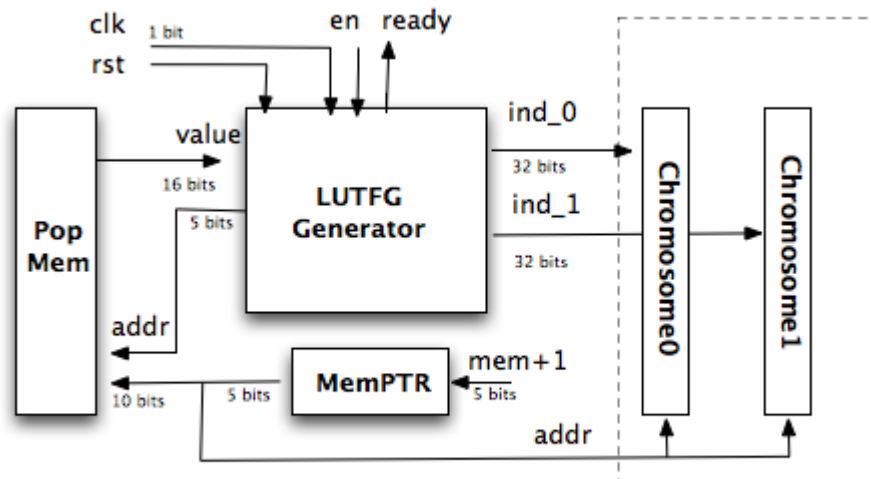 clk
1 bit
en
ready
rst
value
16 bits
ind_0
32 bits
LUTFG
Generator
5 bits
ind_1
32 bits
Pop
Mem
Chromosome0
Chromosome1
addr
10 bits
5 bits
MemPTR
mem+1
5 bits
addr